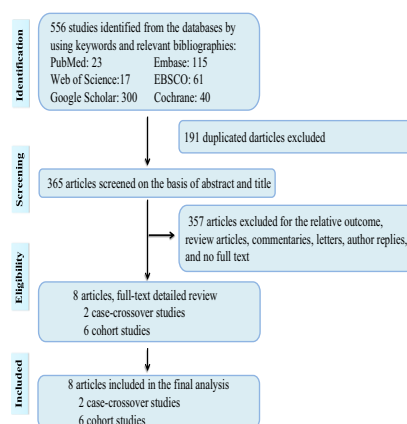 Identification
556 studies identified from the databases by
using keywords and relevant bibliographies:
PubMed: 23 Embase: 115
Web of Science:17 EBSCO: 61
Google Scholar: 300 Cochrane: 40
191 duplicated darticles excluded
Screening
365 articles screened on the basis of abstract and title
357 articles excluded for the relative outcome,
review articles, commentaries, letters, author replies,
and no full text
Eligibility
8 articles, full-text detailed review
2 case-crossover studies
6 cohort studies
Included
8 articles included in the final analysis
2 case-crossover studies
6 cohort studies